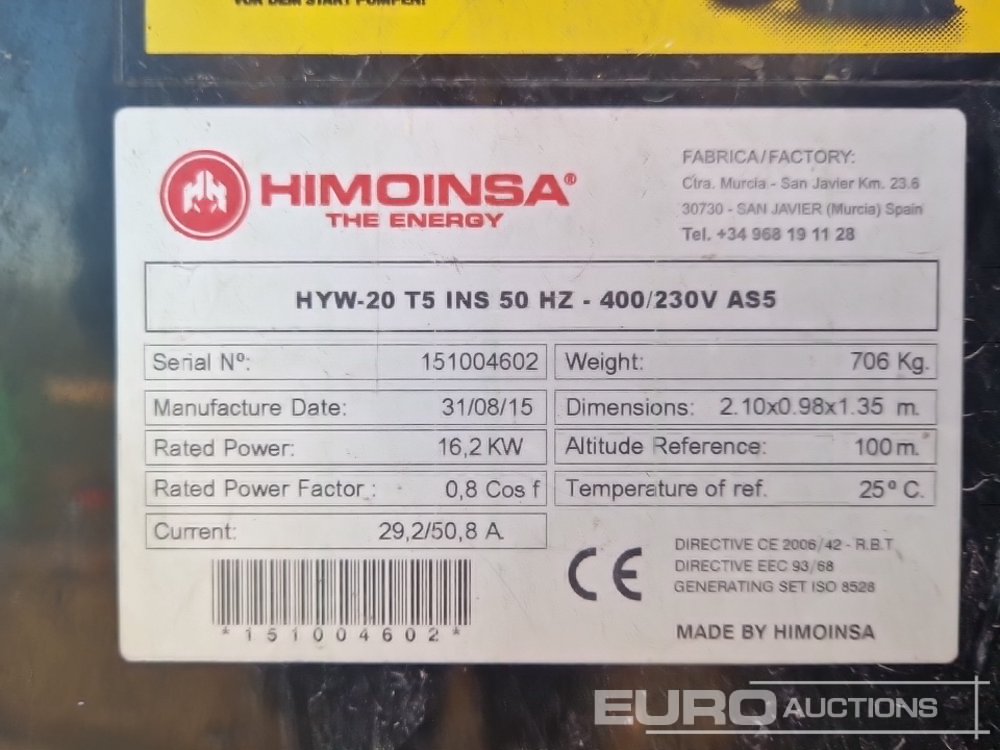 VOR DEM START PUMPEN!
HIMOINSA®
THE ENERGY
FABRICA/FACTORY:
Ctra. Murcia - San Javier Km. 23.6
30730 - SAN JAVIER (Murcia) Spain
Tel. +34 968 19 11 28
HYW-20 T5 INS 50 HZ - 400/230V AS5
Serial Nº: 151004602
Weight: 706 Kg.
Manufacture Date: 31/08/15
Dimensions: 2.10x0.98x1.35 m.
Rated Power: 16,2 KW
Altitude Reference: 100 m.
Rated Power Factor : 0,8 Cos f
Temperature of ref. 25º C.
Current: 29,2/50,8 A
*151004602*
CE
DIRECTIVE CE 2006/42 - R.B.T
DIRECTIVE EEC 93/68
GENERATING SET ISO 8528
MADE BY HIMOINSA
EURO AUCTIONS